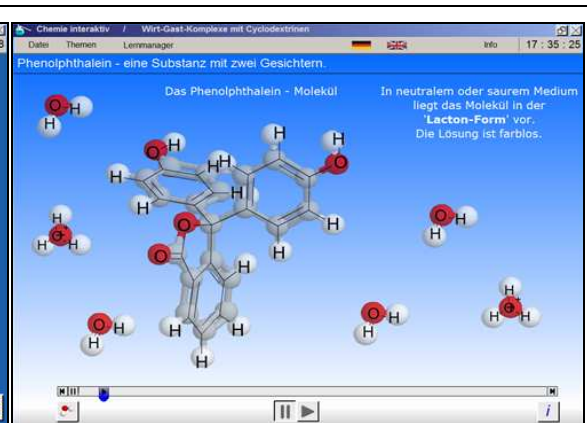 Chemie interaktiv / Wirt-Gast-Komplexe mit Cyclodextrinen
Datei Themen Lernmanager Info 17 : 35 : 25
Phenolphthalein - eine Substanz mit zwei Gesichtern.
Das Phenolphthalein - Molekül
In neutralem oder saurem Medium
liegt das Molekül in der
'Lacton-Form' vor.
Die Lösung ist farblos.
O H
H
H
O H
H
H
O
H H
H
H
H
H
H
H
O
O
H
H
H
H
H
H
O +
H H
O H
H
O H
H
H
O +
H H
O H
H
i